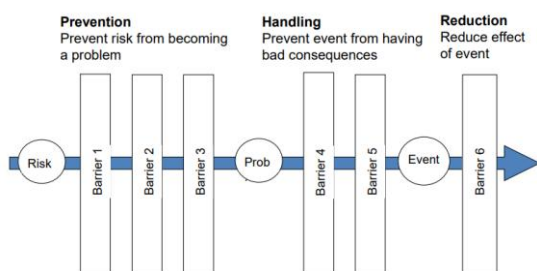 Prevention
Prevent risk from becoming
a problem
Handling
Prevent event from having
bad consequences
Reduction
Reduce effect
of event
Risk
Barrier 1
Barrier 2
Barrier 3
Prob
Barrier 4
Barrier 5
Event
Barrier 6